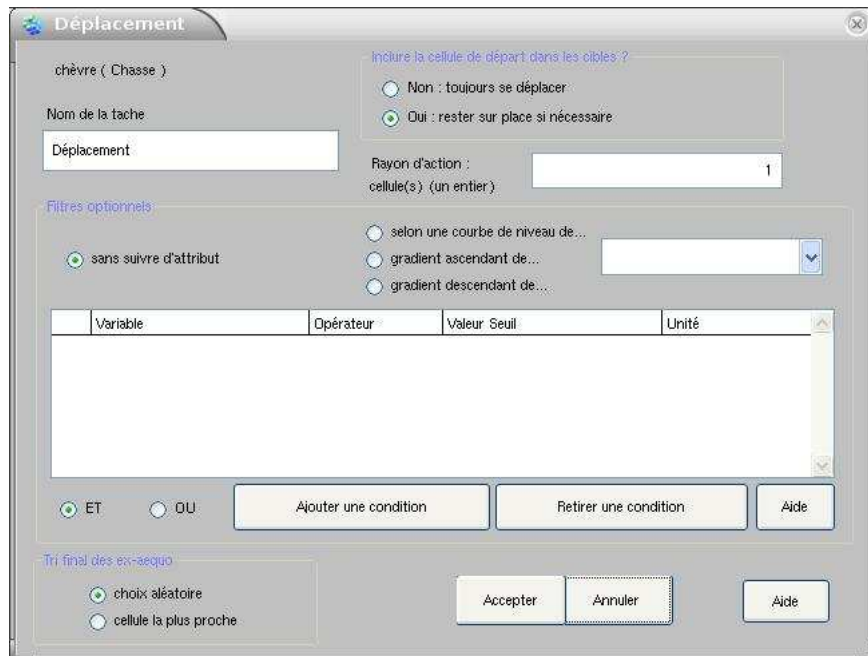 Déplacement
chèvre ( Chasse )
Inclure la cellule de départ dans les cibles ?
Non : toujours se déplacer
Oui : rester sur place si nécessaire
Nom de la tache
Déplacement
Rayon d'action :
cellule(s) (un entier)
1
Filtres optionnels
sans suivre d'attribut
selon une courbe de niveau de...
gradient ascendant de...
gradient descendant de...
Variable Opérateur Valeur Seuil Unité
ET OU Ajouter une condition Retirer une condition Aide
Tri final des ex-aequo
choix aléatoire
cellule la plus proche
Accepter Annuler Aide